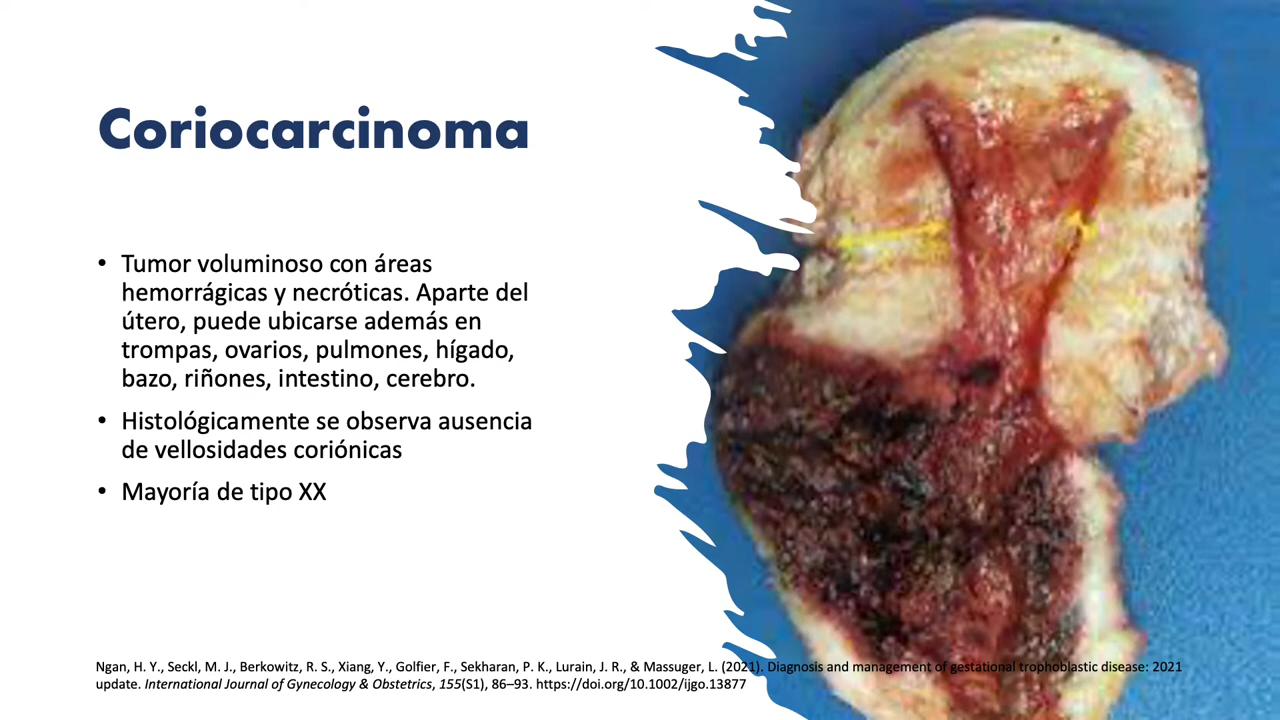 Coriocarcinoma
• Tumor voluminoso con áreas
hemorrágicas y necróticas. Aparte del
útero, puede ubicarse además en
trompas, ovarios, pulmones, hígado,
bazo, riñones, intestino, cerebro.
• Histológicamente se observa ausencia
de vellosidades coriónicas
• Mayoría de tipo XX
Ngan, H. Y., Seckl, M. J., Berkowitz, R. S., Xiang, Y., Golfier, F., Sekharan, P. K., Lurain, J. R., & Massuger, L. (2021). Diagnosis and management of gestational trophoblastic disease: 2021
update. International Journal of Gynecology & Obstetrics, 155(S1), 86–93. https://doi.org/10.1002/ijgo.13877